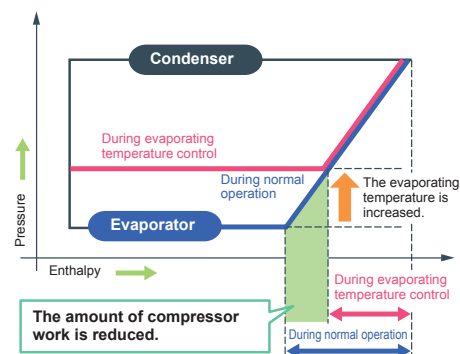 Condenser
During evaporating
temperature control
During normal
operation
The evaporating
temperature is
increased.
Pressure
Evaporator
Enthalpy
During evaporating
temperature control
The amount of compressor
work is reduced.
During normal operation